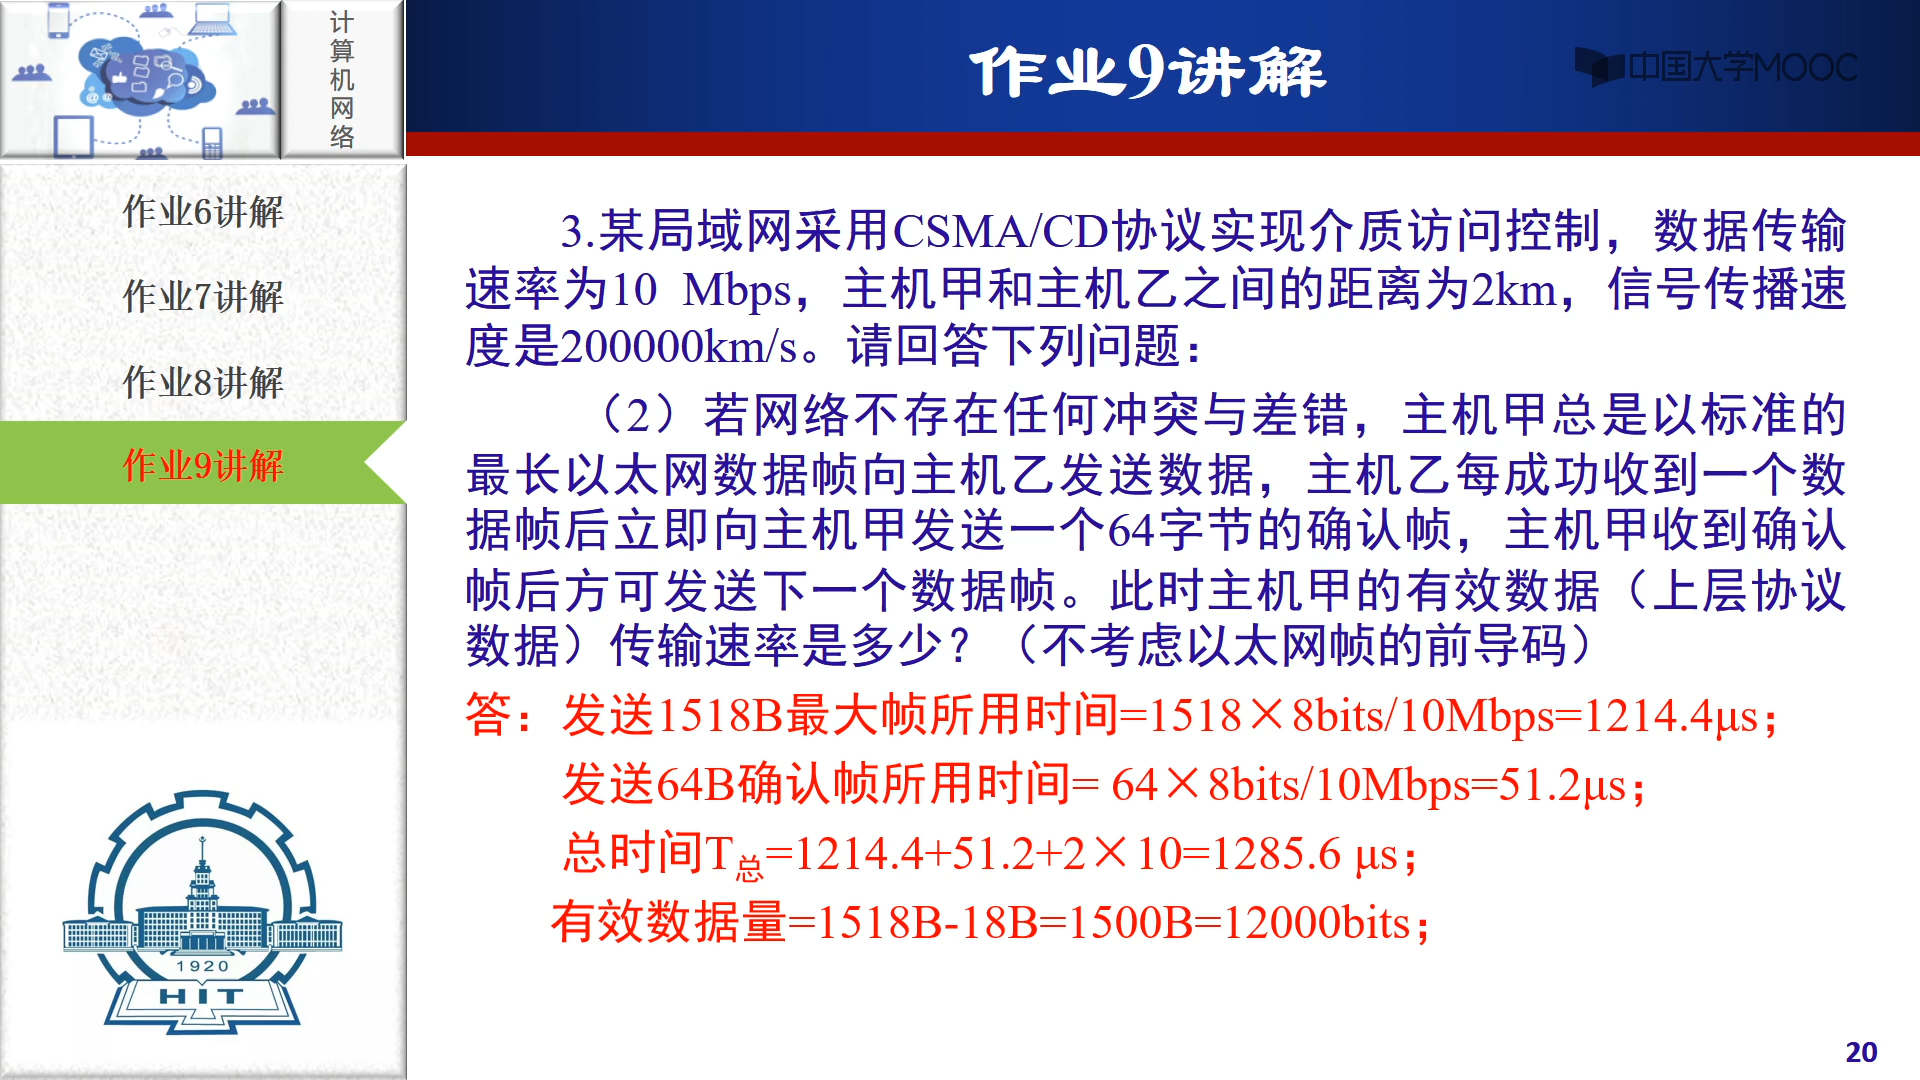 计算机网络
作业9讲解
中国大学MOOC
作业6讲解
作业7讲解
作业8讲解
作业9讲解
3.某局域网采用CSMA/CD协议实现介质访问控制，数据传输
速率为10 Mbps，主机甲和主机乙之间的距离为2km，信号传播速
度是200000km/s。请回答下列问题：
（2）若网络不存在任何冲突与差错，主机甲总是以标准的
最长以太网数据帧向主机乙发送数据，主机乙每成功收到一个数
据帧后立即向主机甲发送一个64字节的确认帧，主机甲收到确认
帧后方可发送下一个数据帧。此时主机甲的有效数据（上层协议
数据）传输速率是多少？（不考虑以太网帧的前导码）
答：发送1518B最大帧所用时间=1518×8bits/10Mbps=1214.4μs；
发送64B确认帧所用时间= 64×8bits/10Mbps=51.2μs；
总时间T总=1214.4+51.2+2×10=1285.6 μs；
有效数据量=1518B-18B=1500B=12000bits；
1920
HIT
20